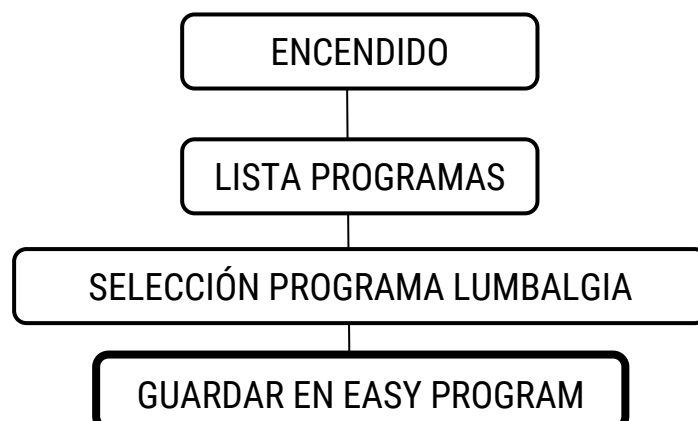 ENCENDIDO
LISTA PROGRAMAS
SELECCIÓN PROGRAMA LUMBALGIA
GUARDAR EN EASY PROGRAM